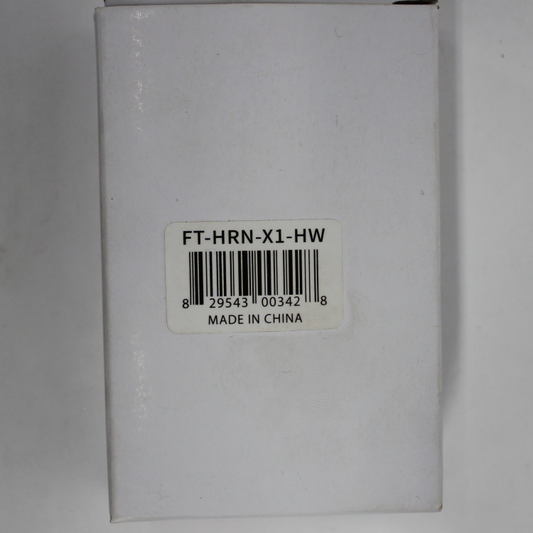 FT-HRN-X1-HW
8 29543 00342 8
MADE IN CHINA